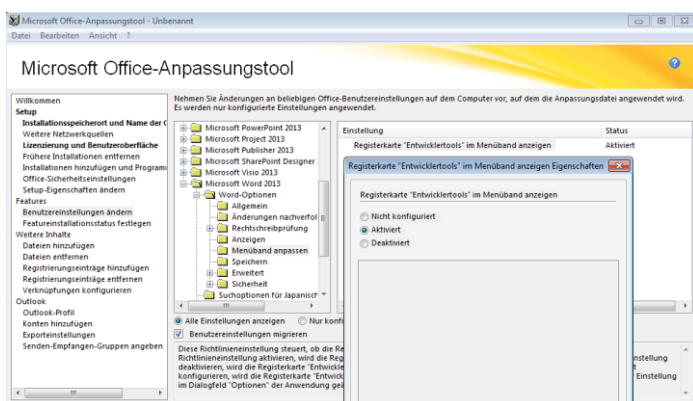 Microsoft Office-Anpassungstool - Unbenannt
Datei Bearbeiten Ansicht ?
Microsoft Office-Anpassungstool
Willkommen
Setup
Installationsspeicherort und Name der
Weitere Netzwerkquellen
Lizenzierung und Benutzeroberfläche
Frühere Installationen entfernen
Installationen hinzufügen und
Office-Sicherheitseinstellungen
Setup-Eigenschaften ändern
Features
Benutzereinstellungen ändern
Featureinstallationsstatus festlegen
Weitere Inhalte
Dateien hinzufügen
Dateien entfernen
Registrierungseinträge hinzufügen
Registrierungseinträge entfernen
Verknüpfungen konfigurieren
Outlook
Outlook-Profil
Konten hinzufügen
Exporteinstellungen
Senden-Empfangen-Gruppen angeben
Nehmen Sie Änderungen an beliebigen Office-Benutzereinstellungen auf dem Computer vor, auf dem die Anpassungsdatei angewendet wird.
Es werden nur konfigurierte Einstellungen angewendet.
Microsoft PowerPoint 2013
Microsoft Project 2013
Microsoft Publisher 2013
Microsoft SharePoint Designer
Microsoft Visio 2013
Microsoft Word 2013
Word-Optionen
Allgemein
Änderungen nachverfol
Rechtschreibprüfung
Anzeigen
Menüband anpassen
Speichern
Erweitert
Sicherheit
Suchoptionen für Japanisch
Alle Einstellungen anzeigen Nur konfi
Benutzereinstellungen migrieren
Diese Richtlinieneinstellung steuert, ob die Re
Richtlinieneinstellung aktivieren, wird die Reg
deaktivieren, wird die Registerkarte "Entwickle
konfigurieren, wird die Registerkarte "Entwick
im Dialogfeld "Optionen" der Anwendung geä
Einstellung Status
Registerkarte "Entwicklertools" im Menüband anzeigen Aktiviert
Registerkarte "Entwicklertools" im Menüband anzeigen Eigenschaften
Registerkarte "Entwicklertools" im Menüband anzeigen
Nicht konfiguriert
Aktiviert
Deaktiviert
nstellung
Einstellung